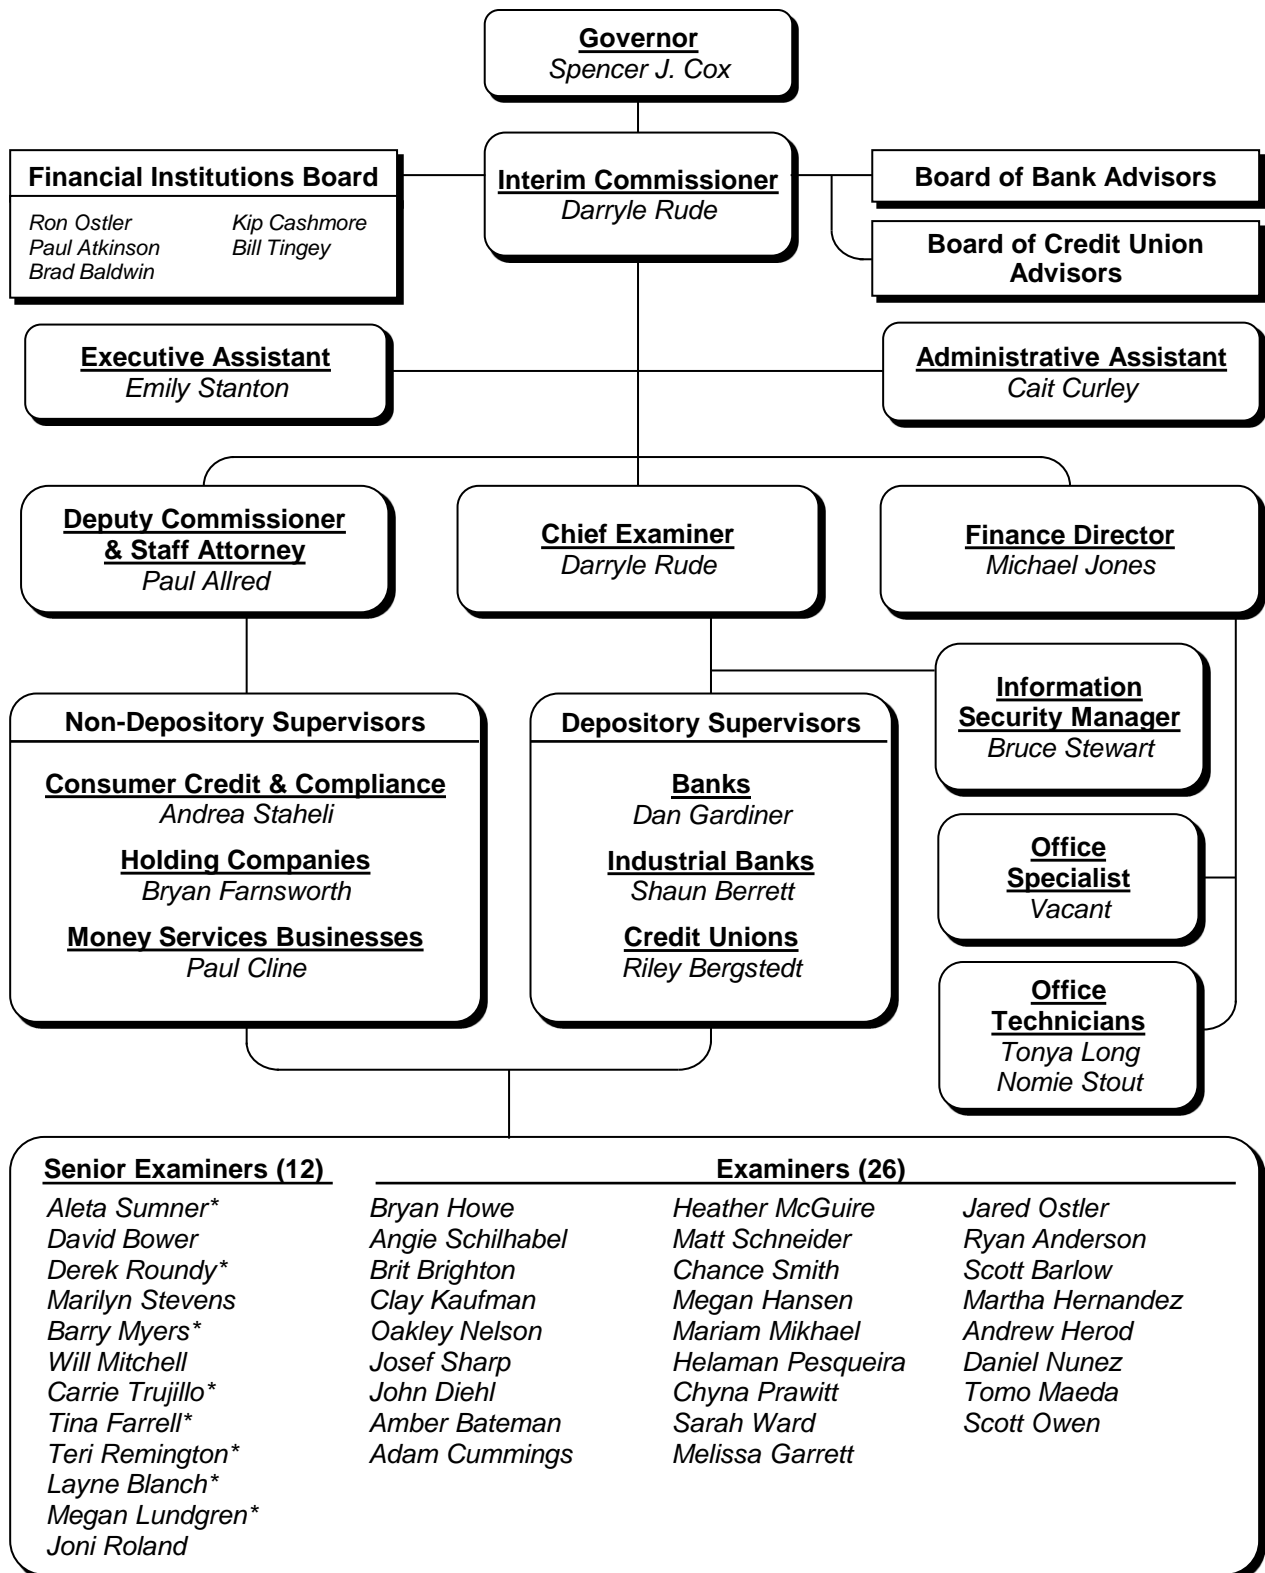 Governor
Spencer J. Cox
Interim Commissioner
Darryle Rude
Financial Institutions Board
Ron Ostler
Paul Atkinson
Brad Baldwin
Kip Cashmore
Bill Tingey
Board of Bank Advisors
Board of Credit Union
Advisors
Executive Assistant
Emily Stanton
Administrative Assistant
Cait Curley
Deputy Commissioner
& Staff Attorney
Paul Allred
Chief Examiner
Darryle Rude
Finance Director
Michael Jones
Non-Depository Supervisors
Consumer Credit & Compliance
Andrea Staheli
Holding Companies
Bryan Farnsworth
Money Services Businesses
Paul Cline
Depository Supervisors
Banks
Dan Gardiner
Industrial Banks
Shaun Berrett
Credit Unions
Riley Bergstedt
Information
Security Manager
Bruce Stewart
Office
Specialist
Vacant
Office
Technicians
Tonya Long
Nomie Stout
Senior Examiners (12)
Aleta Sumner*
David Bower
Derek Roundy*
Marilyn Stevens
Barry Myers*
Will Mitchell
Carrie Trujillo*
Tina Farrell*
Teri Remington*
Layne Blanch*
Megan Lundgren*
Joni Roland
Examiners (26)
Bryan Howe
Angie Schilhabel
Brit Brighton
Clay Kaufman
Oakley Nelson
Josef Sharp
John Diehl
Amber Bateman
Adam Cummings
Heather McGuire
Matt Schneider
Chance Smith
Megan Hansen
Mariam Mikhael
Helaman Pesqueira
Chyna Prawitt
Sarah Ward
Melissa Garrett
Jared Ostler
Ryan Anderson
Scott Barlow
Martha Hernandez
Andrew Herod
Daniel Nunez
Tomo Maeda
Scott Owen